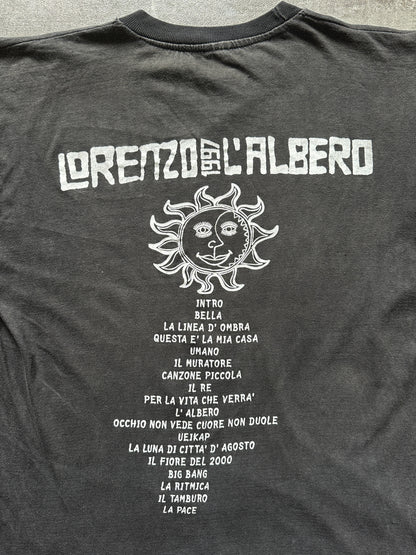 LORENZO 1997 L'ALBERO
INTRO
BELLA
LA LINEA D' OMBRA
QUESTA E' LA MIA CASA
UMANO
IL MURATORE
CANZONE PICCOLA
IL RE
PER LA VITA CHE VERRA'
L' ALBERO
OCCHIO NON VEDE CUORE NON DUOLE
UEIKAP
LA LUNA DI CITTA' D' AGOSTO
IL FIORE DEL 2000
BIG BANG
LA RITMICA
IL TAMBURO
LA PACE